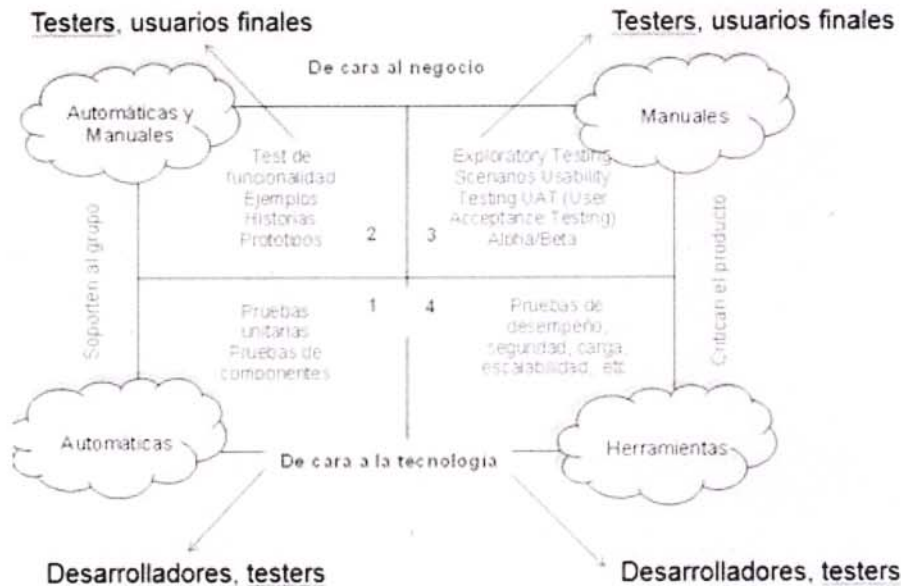 Testers, usuarios finales
Testers, usuarios finales
De cara al negocio
Automáticas y
Manuales
Manuales
Test de
funcionalidad
Ejemplos
Historias
Prototipos
2
3
Exploratory Testing
Scenarios Usability
Testing UAT (User
Acceptance Testing)
Alpha/Beta
Soporten al grupo
Critican el producto
Pruebas
unitarias
Pruebas de
componentes
1
4
Pruebas de
desempeño,
seguridad, carga,
escalabilidad, etc
Automáticas
De cara a la tecnología
Herramientas
Desarrolladores, testers
Desarrolladores, testers